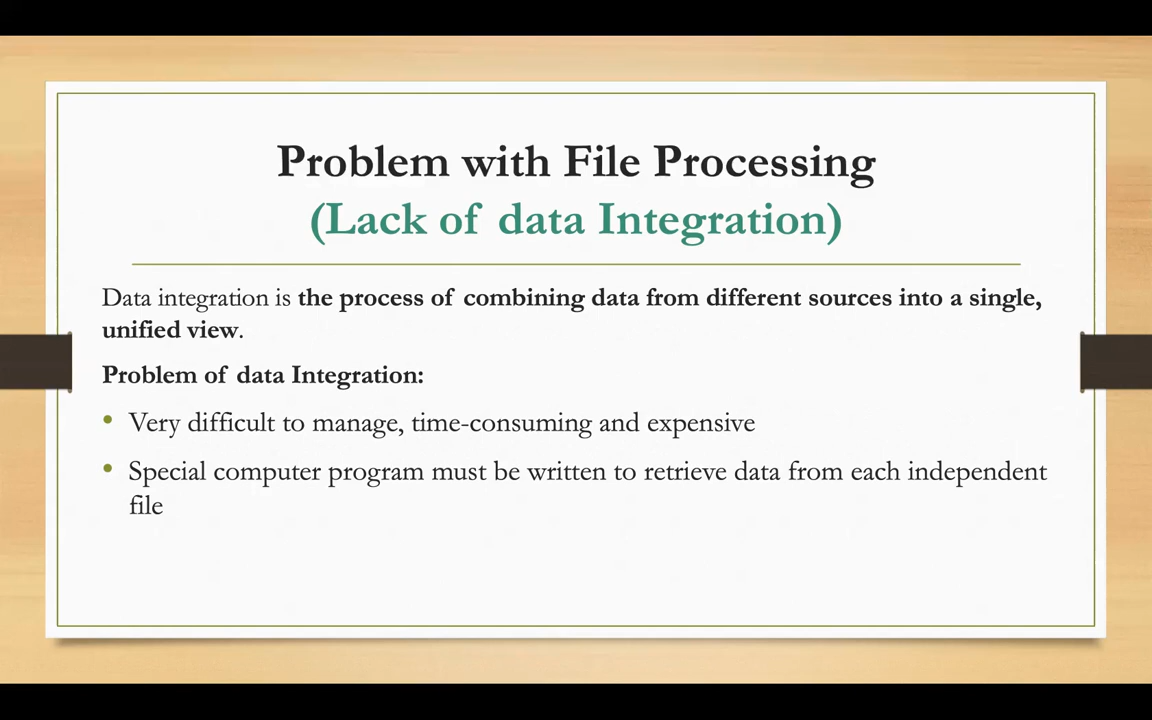 Problem with File Processing
(Lack of data Integration)
Data integration is the process of combining data from different sources into a single,
unified view.
Problem of data Integration:
• Very difficult to manage, time-consuming and expensive
• Special computer program must be written to retrieve data from each independent
file